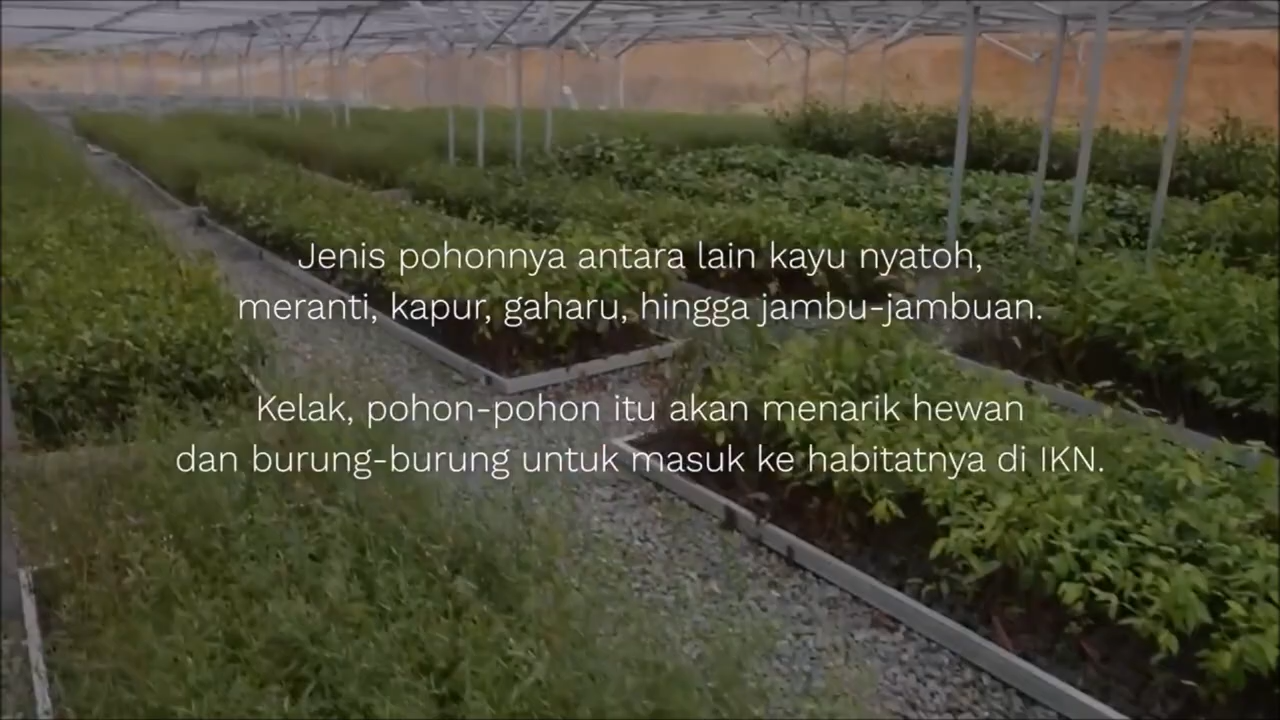 Jenis pohonnya antara lain kayu nyatoh,
meranti, kapur, gaharu, hingga jambu-jambuan.
Kelak, pohon-pohon itu akan menarik hewan
dan burung-burung untuk masuk ke habitatnya di IKN.